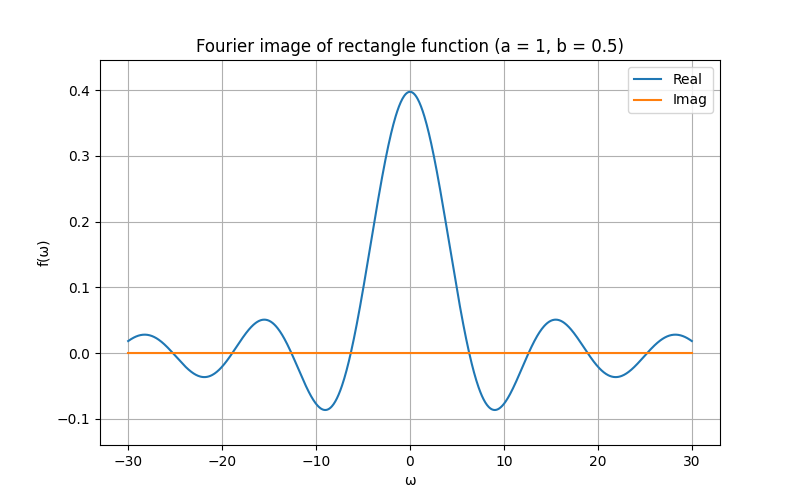 Fourier image of rectangle function (a = 1, b = 0.5)
Real
Imag
0.4
0.3
0.2
0.1
0.0
−0.1
f(ω)
−30
−20
−10
0
10
20
30
ω